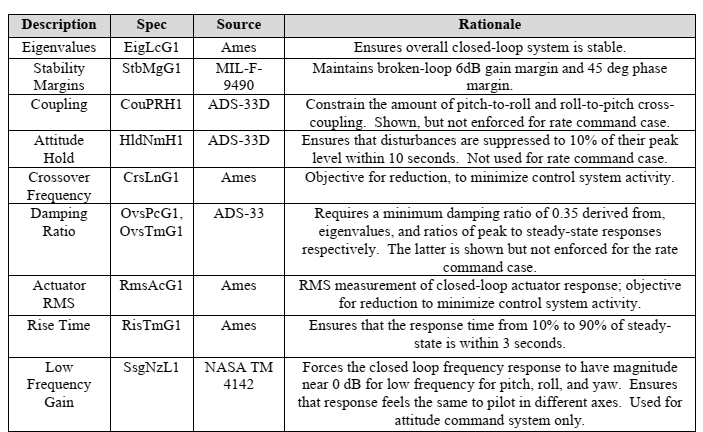 Description Spec Source Rationale
Eigenvalues EigLcG1 Ames Ensures overall closed-loop system is stable.
Stability Margins StbMgG1 MIL-F-9490 Maintains broken-loop 6dB gain margin and 45 deg phase
margin.
Coupling CouPRH1 ADS-33D Constrain the amount of pitch-to-roll and roll-to-pitch cross-
coupling. Shown, but not enforced for rate command case.
Attitude Hold HldNmH1 ADS-33D Ensures that disturbances are suppressed to 10% of their peak
level within 10 seconds. Not used for rate command case.
Crossover Frequency CrsLnG1 Ames Objective for reduction, to minimize control system activity.
Damping Ratio OvsPcG1, OvsTmG1 ADS-33 Requires a minimum damping ratio of 0.35 derived from,
eigenvalues, and ratios of peak to steady-state responses
respectively. The latter is shown but not enforced for the rate
command case.
Actuator RMS RmsAcG1 Ames RMS measurement of closed-loop actuator response; objective
for reduction to minimize control system activity.
Rise Time RisTmG1 Ames Ensures that the response time from 10% to 90% of steady-
state is within 3 seconds.
Low Frequency Gain SsgNzL1 NASA TM 4142 Forces the closed loop frequency response to have magnitude
near 0 dB for low frequency for pitch, roll, and yaw. Ensures
that response feels the same to pilot in different axes. Used for
attitude command system only.